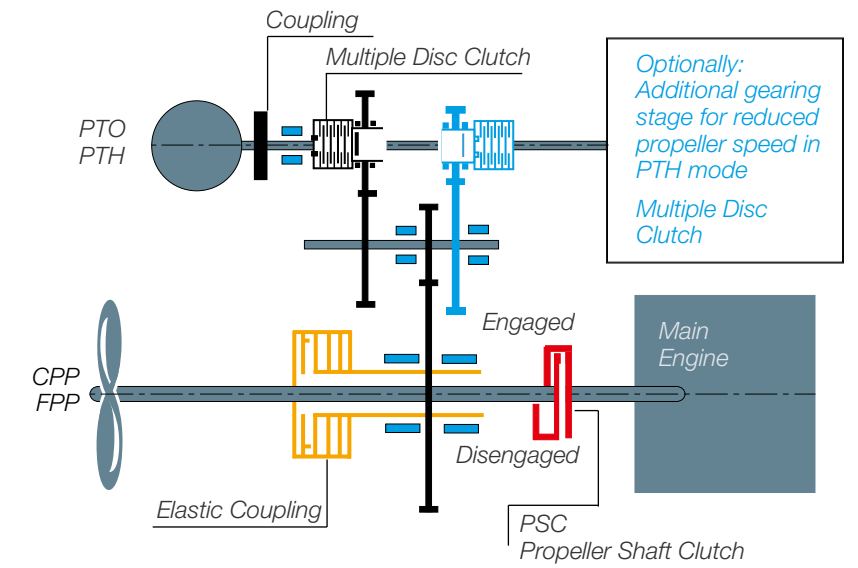 Coupling
Multiple Disc Clutch
PTO
PTH
Optionally:
Additional gearing
stage for reduced
propeller speed in
PTH mode
Multiple Disc
Clutch
Engaged
Main
Engine
CPP
FPP
Disengaged
Elastic Coupling
PSC
Propeller Shaft Clutch